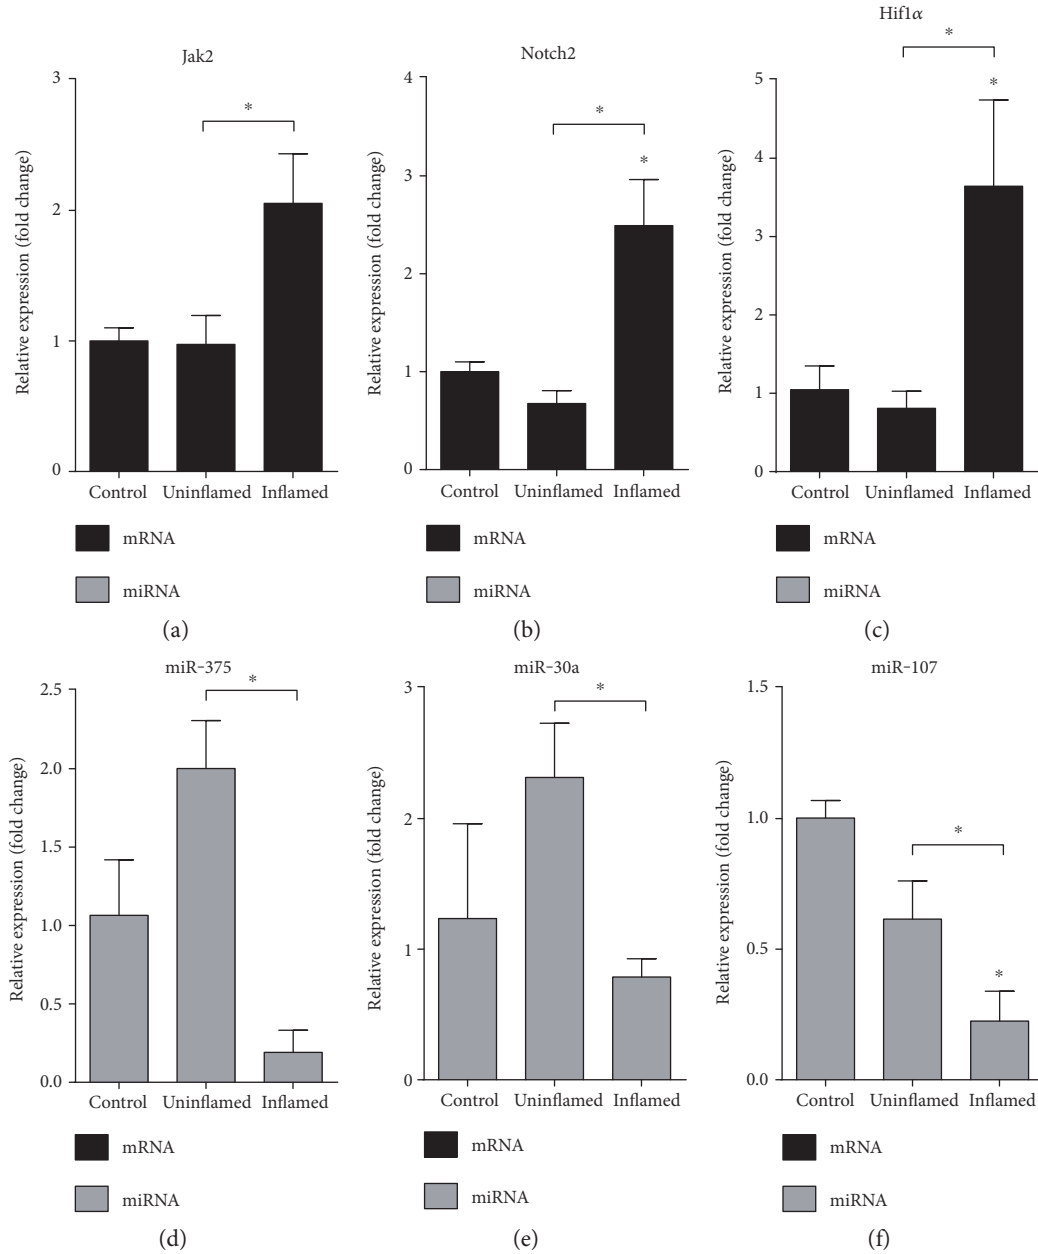 Jak2
Relative expression (fold change)
3
2
1
0
*
Control Uninflamed Inflamed
mRNA
miRNA
(a)
Notch2
Relative expression (fold change)
4
3
2
1
0
*
*
Control Uninflamed Inflamed
mRNA
miRNA
(b)
Hif1α
Relative expression (fold change)
5
4
3
2
1
0
*
*
Control Uninflamed Inflamed
mRNA
miRNA
(c)
miR-375
Relative expression (fold change)
2.5
2.0
1.5
1.0
0.5
0.0
*
Control Uninflamed Inflamed
mRNA
miRNA
(d)
miR-30a
Relative expression (fold change)
3
2
1
0
*
Control Uninflamed Inflamed
mRNA
miRNA
(e)
miR-107
Relative expression (fold change)
1.5
1.0
0.5
0.0
*
*
Control Uninflamed Inflamed
mRNA
miRNA
(f)